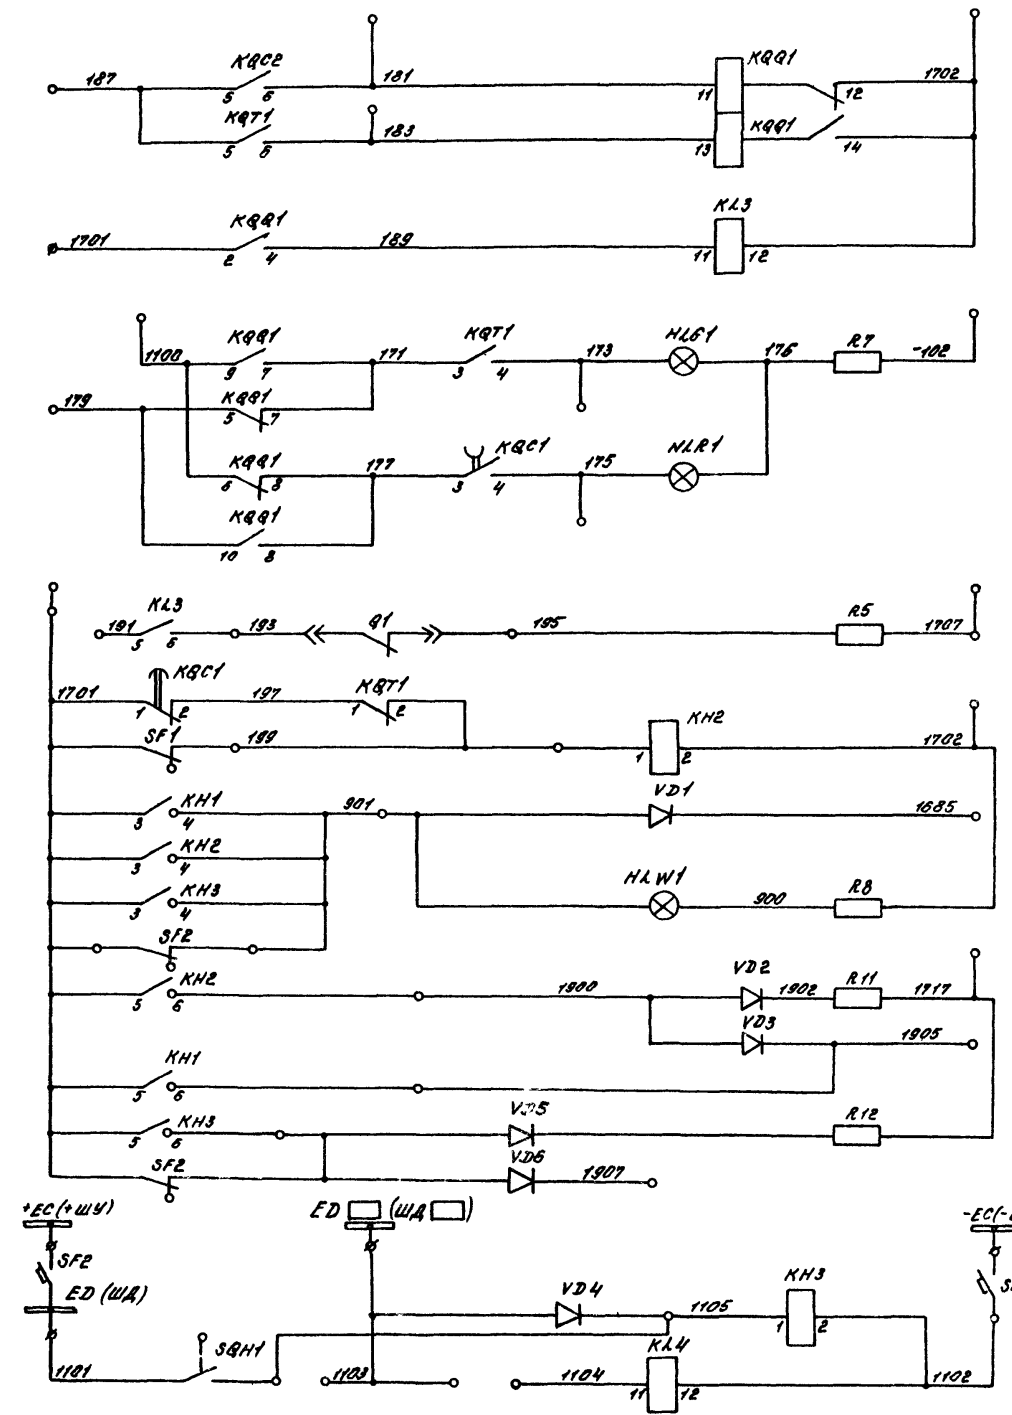 187 KQC2 5 6 181 11 KQQ1 12 1702
KQT1 5 6 183 13 KQQ1 14
1701 KQQ1 2 4 189 KL3 11 12
1100 KQQ1 9 7 171 KQT1 3 4 173 HLG1 176 R7 -102
179 KQQ1 5 7
KQQ1 6 8 177 KQC1 3 4 175 HLR1
KQQ1 10 8
191 KL3 5 6 193 Q1 195 R5 1707
1701 KQC1 1 2 197 KQT1 1 2
SF1 199 KH2 1 2 1702
KH1 3 4 901 VD1 1685
KH2 3 4
KH3 3 4 HLW1 900 R8
SF2
KH2 5 6 1900 VD2 1902 R11 1717
VD3 1905
KH1 5 6
KH3 5 6 VD5 R12
SF2 VD6 1907
+EC (+ШУ) ED (ШД ) -EC(-
SF2
ED (ШД) VD4 1105 KH3 1 2
1101 SQH1 1103 1104 KL4 11 12 1102